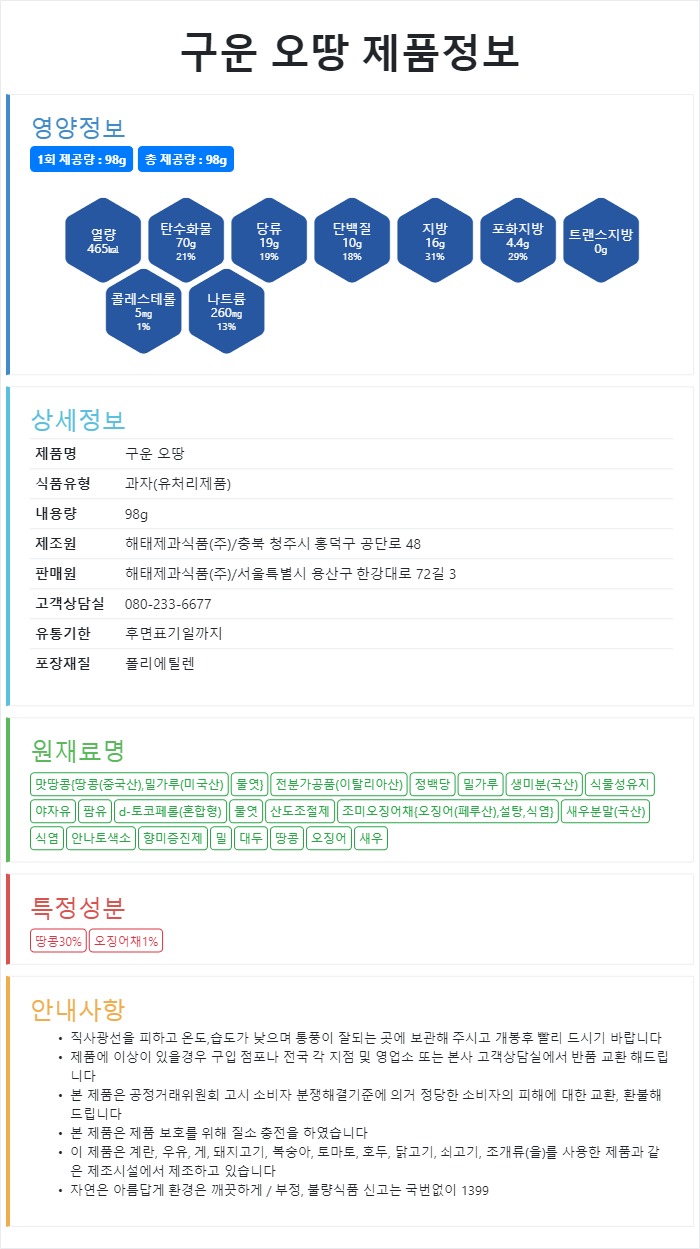 구운 오땅 제품정보
영양정보
1회 제공량 : 98g 총 제공량 : 98g
열량 탄수화물 당류 단백질 지방 포화지방 트랜스지방
465㎉ 70g 19g 10g 16g 4.4g 0g
21% 19% 18% 31% 29%
콜레스테롤 나트륨
5㎎ 260㎎
1% 13%
상세정보
제품명 구운 오땅
식품유형 과자(유처리제품)
내용량 98g
제조원 해태제과식품(주)/충북 청주시 흥덕구 공단로 48
판매원 해태제과식품(주)/서울특별시 용산구 한강대로 72길 3
고객상담실 080-233-6677
유통기한 후면표기일까지
포장재질 폴리에틸렌
원재료명
맛땅콩{땅콩(중국산),밀가루(미국산) 물엿} 전분가공품(이탈리아산) 정백당 밀가루 생미분(국산) 식물성유지
야자유 팜유 d-토코페롤(혼합형) 물엿 산도조절제 조미오징어채{오징어(페루산),설탕,식염} 새우분말(국산)
식염 안나토색소 향미증진제 밀 대두 땅콩 오징어 새우
특정성분
땅콩30% 오징어채1%
안내사항
• 직사광선을 피하고 온도,습도가 낮으며 통풍이 잘되는 곳에 보관해 주시고 개봉후 빨리 드시기 바랍니다
• 제품에 이상이 있을경우 구입 점포나 전국 각 지점 및 영업소 또는 본사 고객상담실에서 반품 교환 해드립
니다
• 본 제품은 공정거래위원회 고시 소비자 분쟁해결기준에 의거 정당한 소비자의 피해에 대한 교환, 환불해
드립니다
• 본 제품은 제품 보호를 위해 질소 충전을 하였습니다
• 이 제품은 계란, 우유, 게, 돼지고기, 복숭아, 토마토, 호두, 닭고기, 쇠고기, 조개류(을)를 사용한 제품과 같
은 제조시설에서 제조하고 있습니다
• 자연은 아름답게 환경은 깨끗하게 / 부정, 불량식품 신고는 국번없이 1399